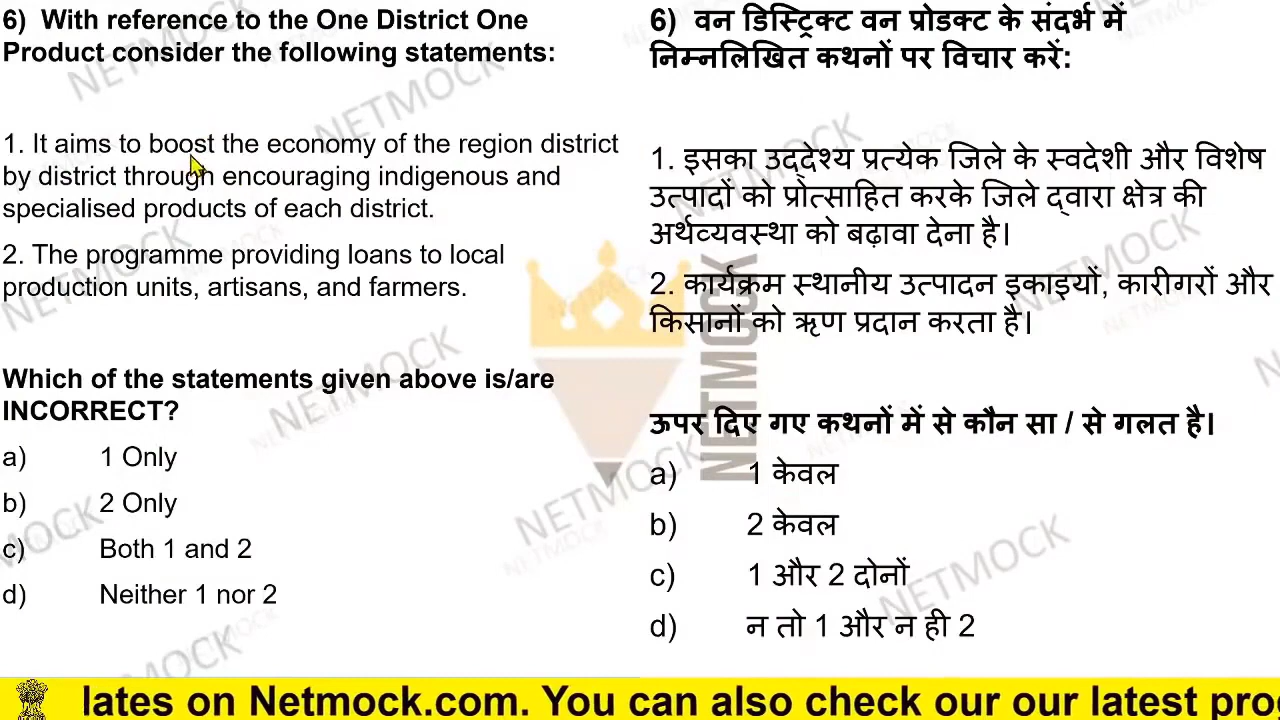 6) With reference to the One District One
Product consider the following statements:
1. It aims to boost the economy of the region district
by district through encouraging indigenous and
specialised products of each district.
2. The programme providing loans to local
production units, artisans, and farmers.
Which of the statements given above is/are
INCORRECT?
a) 1 Only
b) 2 Only
c) Both 1 and 2
d) Neither 1 nor 2
6) वन डिस्ट्रिक्ट वन प्रोडक्ट के संदर्भ में
निम्नलिखित कथनों पर विचार करें:
1. इसका उद्देश्य प्रत्येक जिले के स्वदेशी और विशेष
उत्पादों को प्रोत्साहित करके जिले द्वारा क्षेत्र की
अर्थव्यवस्था को बढ़ावा देना है।
2. कार्यक्रम स्थानीय उत्पादन इकाइयों, कारीगरों और
किसानों को ऋण प्रदान करता है।
ऊपर दिए गए कथनों में से कौन सा / से गलत है।
a) 1 केवल
b) 2 केवल
c) 1 और 2 दोनों
d) न तो 1 और न ही 2
NETMOCK
lates on Netmock.com. You can also check our our latest pro